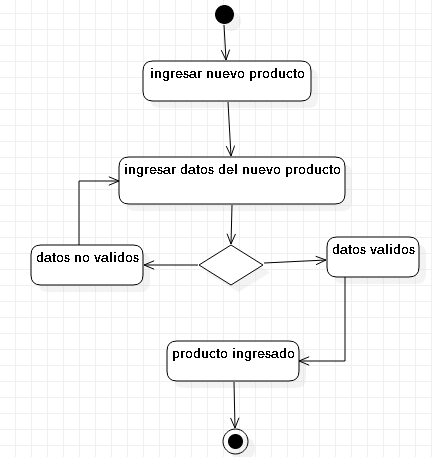 ingresar nuevo producto
ingresar datos del nuevo producto
datos no validos
datos validos
producto ingresado